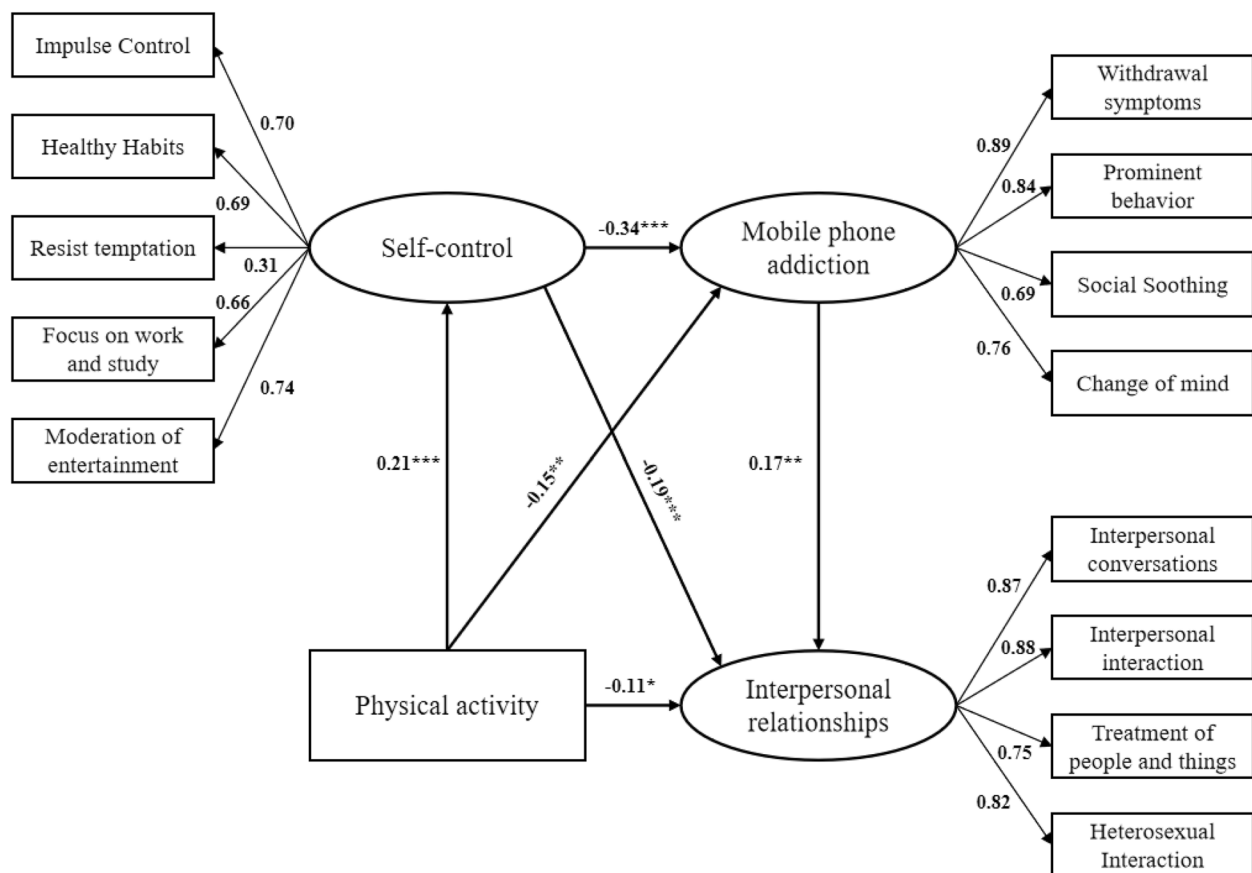 Impulse Control
Healthy Habits
Resist temptation
Focus on work
and study
Moderation of
entertainment
0.70
0.69
0.31
0.66
0.74
Self-control
-0.34***
Mobile phone
addiction
0.89
0.84
0.69
0.76
Withdrawal
symptoms
Prominent
behavior
Social Soothing
Change of mind
0.21***
-0.15**
-0.19***
0.17**
Physical activity
-0.11*
Interpersonal
relationships
0.87
0.88
0.75
0.82
Interpersonal
conversations
Interpersonal
interaction
Treatment of
people and things
Heterosexual
Interaction